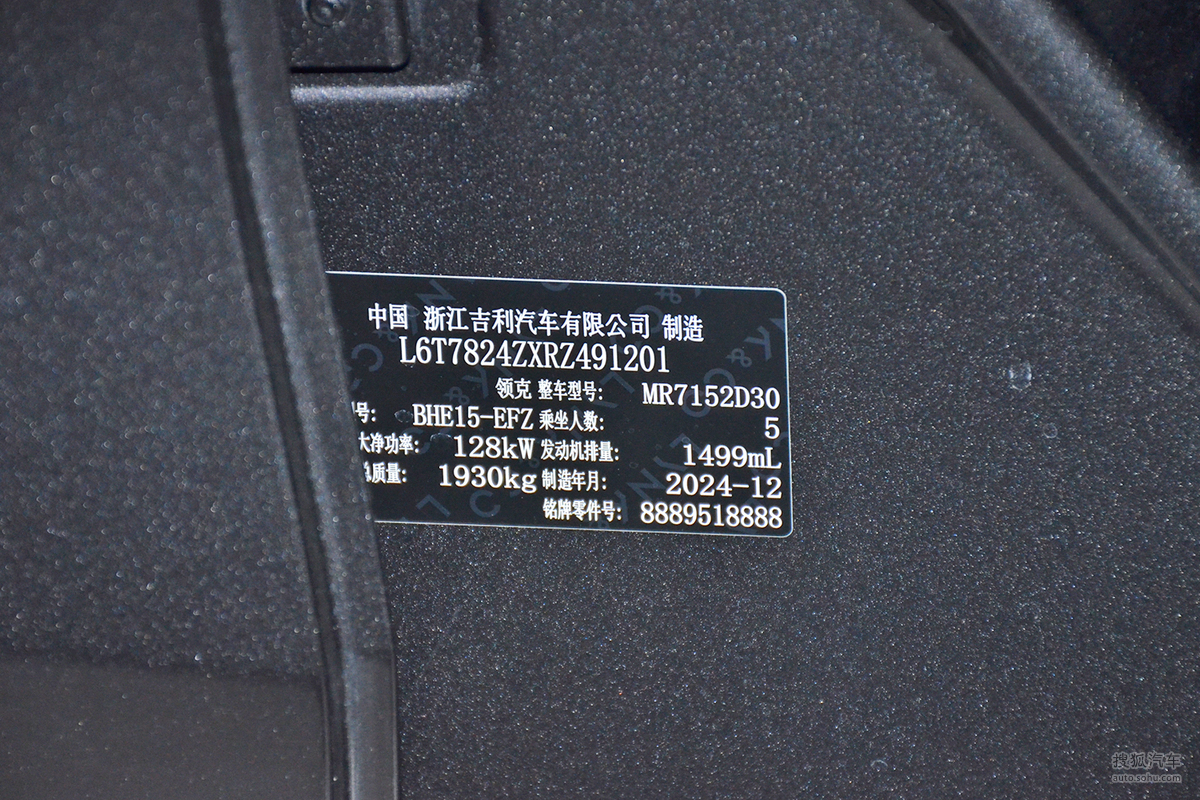 中国 浙江吉利汽车有限公司 制造
L6T7824ZXRZ491201
领克 整车型号: MR7152D30
号: BHE15-EFZ 乘坐人数: 5
大净功率: 128kW 发动机排量: 1499mL
总质量: 1930kg 制造年月: 2024-12
铭牌零件号: 8889518888
搜狐汽车
auto.sohu.com